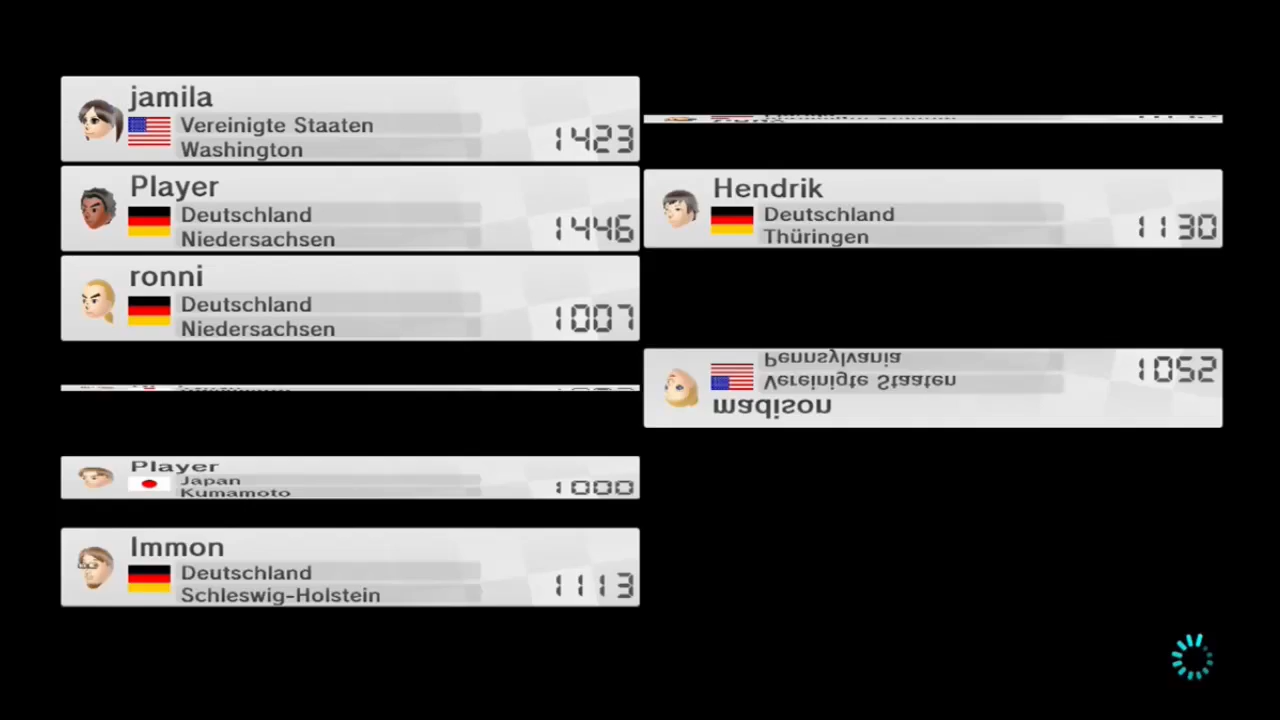 jamila
Vereinigte Staaten
Washington
1423
Player
Deutschland
Niedersachsen
1446
ronni
Deutschland
Niedersachsen
1007
Player
Japan
Kumamoto
1000
Immon
Deutschland
Schleswig-Holstein
1113
Hendrik
Deutschland
Thüringen
1130
madison
Vereinigte Staaten
Pennsylvania
1055